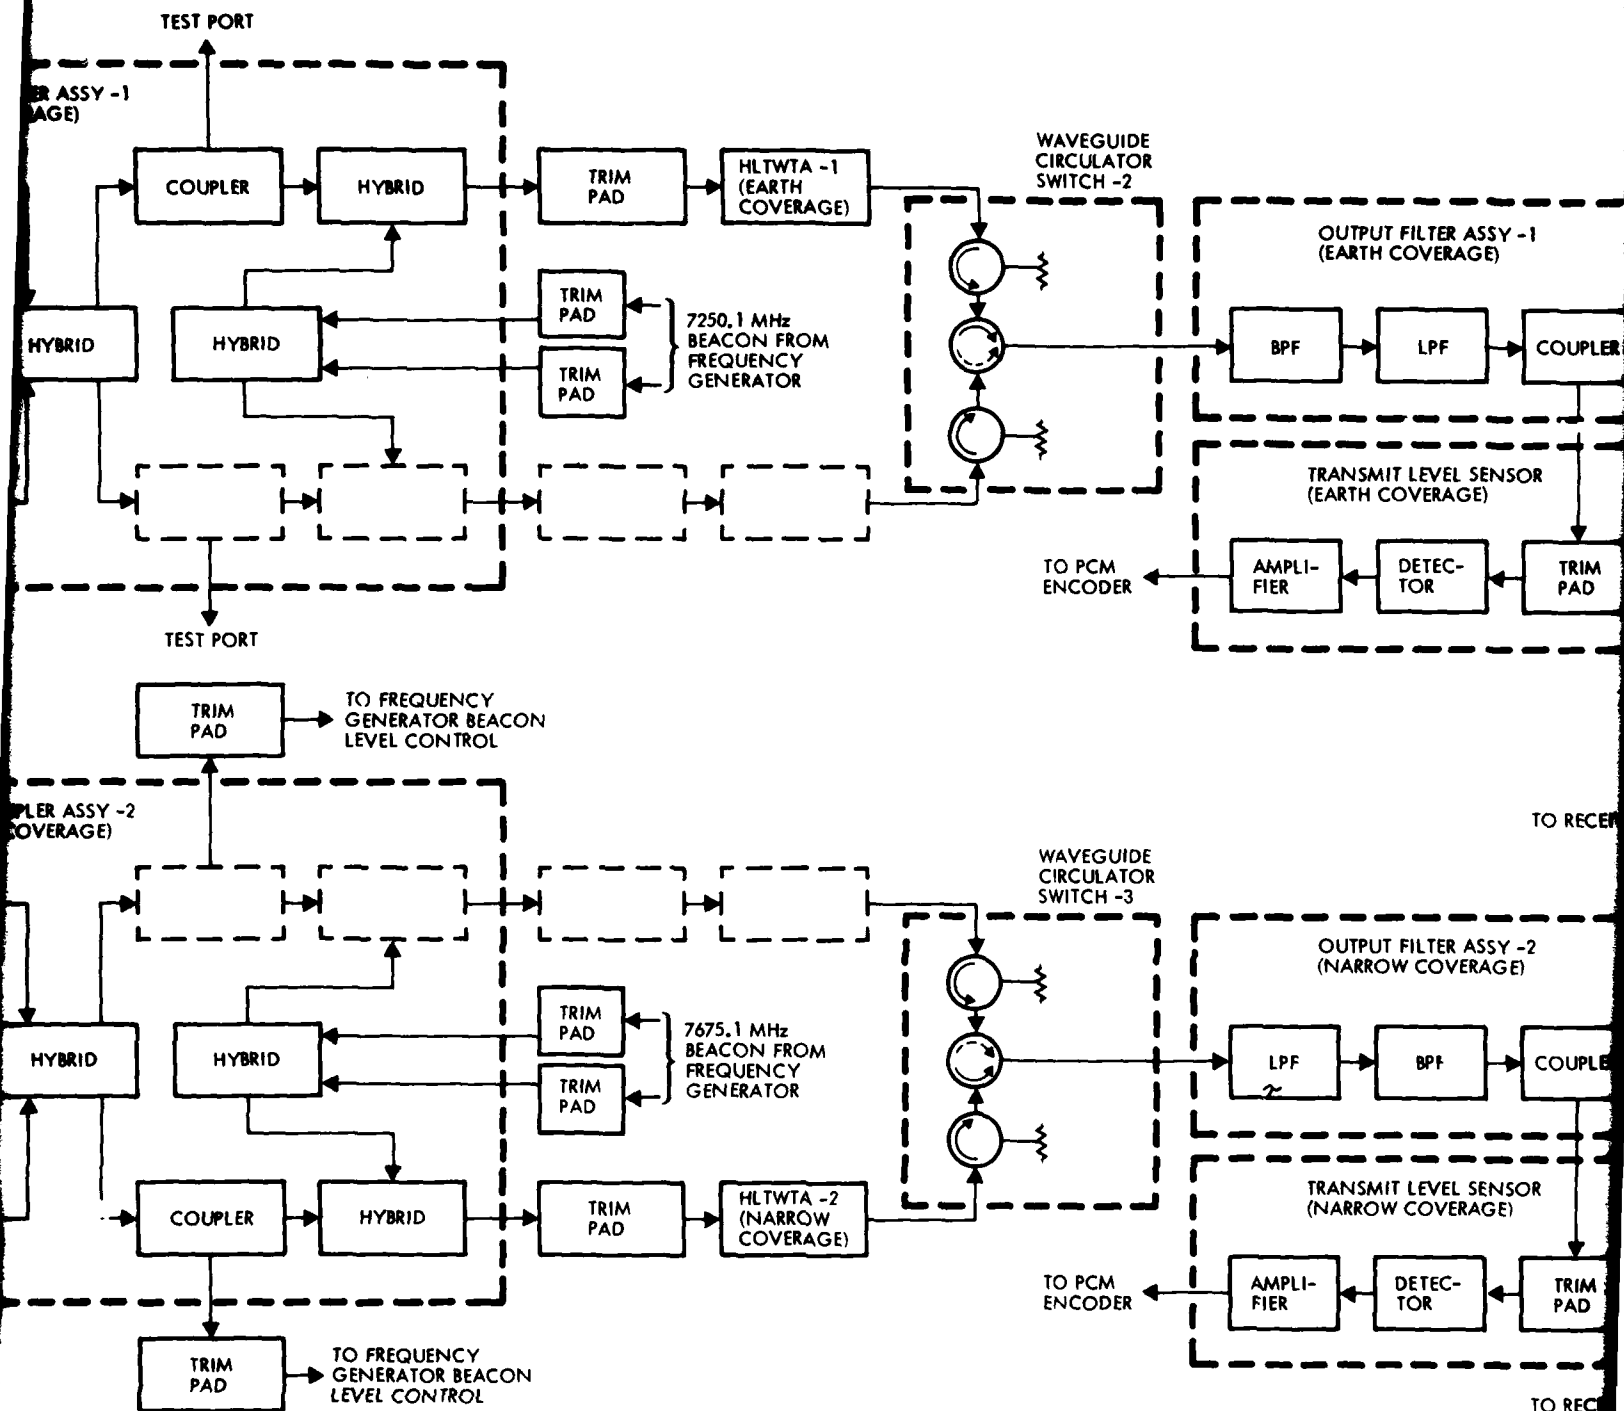 TEST PORT
ER ASSY -1
AGE)
COUPLER
HYBRID
TRIM
PAD
HLTWTA -1
(EARTH
COVERAGE)
WAVEGUIDE
CIRCULATOR
SWITCH -2
OUTPUT FILTER ASSY -1
(EARTH COVERAGE)
HYBRID
HYBRID
TRIM
PAD
TRIM
PAD
7250.1 MHz
BEACON FROM
FREQUENCY
GENERATOR
BPF
LPF
COUPLER
TRANSMIT LEVEL SENSOR
(EARTH COVERAGE)
TO PCM
ENCODER
AMPLI-
FIER
DETEC-
TOR
TRIM
PAD
TEST PORT
TRIM
PAD
TO FREQUENCY
GENERATOR BEACON
LEVEL CONTROL
PLER ASSY -2
COVERAGE)
TO RECE
WAVEGUIDE
CIRCULATOR
SWITCH -3
OUTPUT FILTER ASSY -2
(NARROW COVERAGE)
HYBRID
HYBRID
TRIM
PAD
TRIM
PAD
7675.1 MHz
BEACON FROM
FREQUENCY
GENERATOR
LPF
BPF
COUPLE
COUPLER
HYBRID
TRIM
PAD
HLTWTA -2
(NARROW
COVERAGE)
TRANSMIT LEVEL SENSOR
(NARROW COVERAGE)
TO PCM
ENCODER
AMPLI-
FIER
DETEC-
TOR
TRIM
PAD
TRIM
PAD
TO FREQUENCY
GENERATOR BEACON
LEVEL CONTROL
TO REC